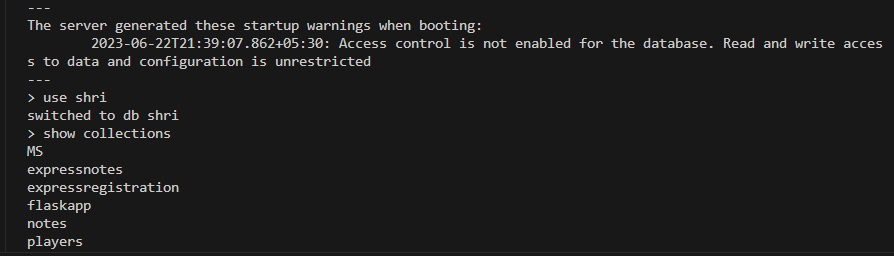 ---
The server generated these startup warnings when booting:
        2023-06-22T21:39:07.862+05:30: Access control is not enabled for the database. Read and write acces
s to data and configuration is unrestricted
---
> use shri
switched to db shri
> show collections
MS
expressnotes
expressregistration
flaskapp
notes
players